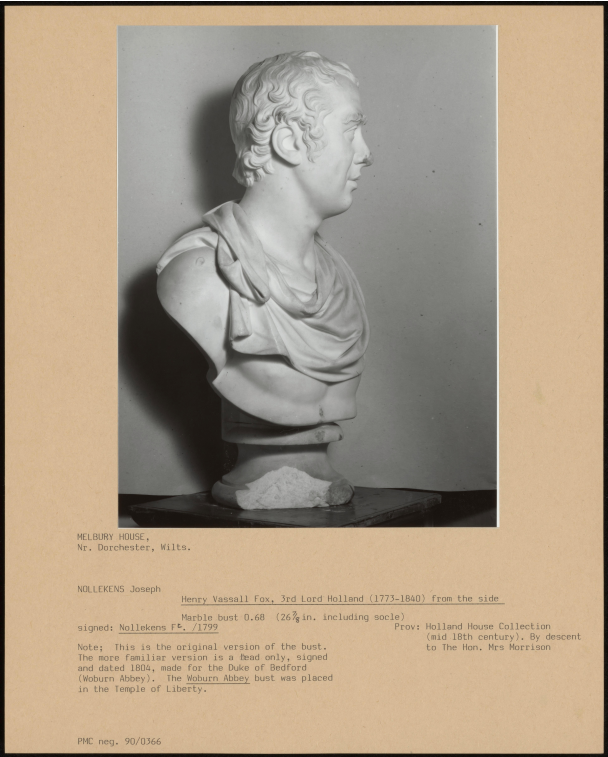 MELBURY HOUSE,
Nr. Dorchester, Wilts.
NOLLEKENS Joseph
Henry Vassall Fox, 3rd Lord Holland (1773-1840) from the side
Marble bust 0.68 (26⅞in. including socle)
signed: Nollekens Ft. /1799
Prov: Holland House Collection
(mid 18th century). By descent
to The Hon. Mrs Morrison
Note; This is the original version of the bust.
The more familiar version is a Head only, signed
and dated 1804, made for the Duke of Bedford
(Woburn Abbey). The Woburn Abbey bust was placed
in the Temple of Liberty.
PMC neg. 90/0366